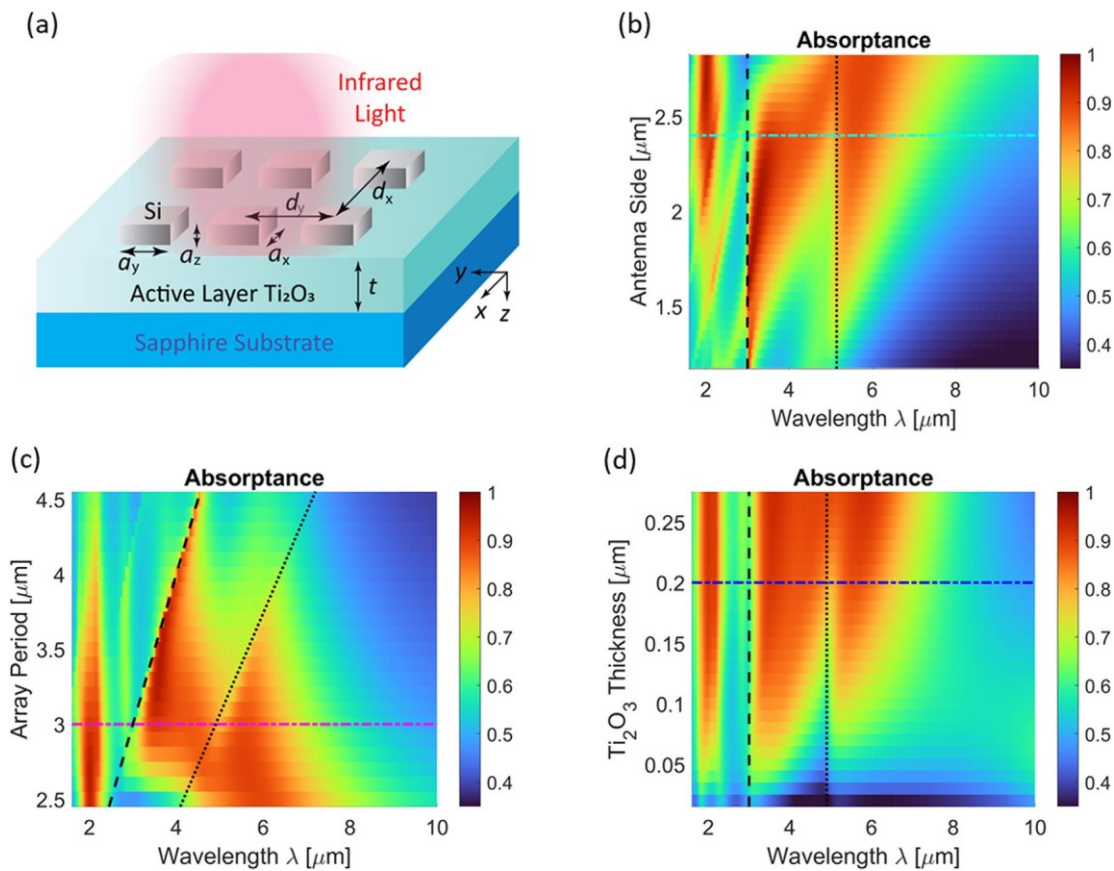 (a)
Infrared
Light
Si
dₓ
dᵧ
aᵧ
a_z
aₓ
t
Active Layer Ti₂O₃
Sapphire Substrate
y
x
z
(b)
Absorptance
Antenna Side [μm]
2.5
2
1.5
2 4 6 8 10
Wavelength λ [μm]
1
0.9
0.8
0.7
0.6
0.5
0.4
(c)
Absorptance
Array Period [μm]
4.5
4
3.5
3
2.5
2 4 6 8 10
Wavelength λ [μm]
1
0.9
0.8
0.7
0.6
0.5
0.4
(d)
Absorptance
Ti₂O₃ Thickness [μm]
0.25
0.2
0.15
0.1
0.05
2 4 6 8 10
Wavelength λ [μm]
1
0.9
0.8
0.7
0.6
0.5
0.4